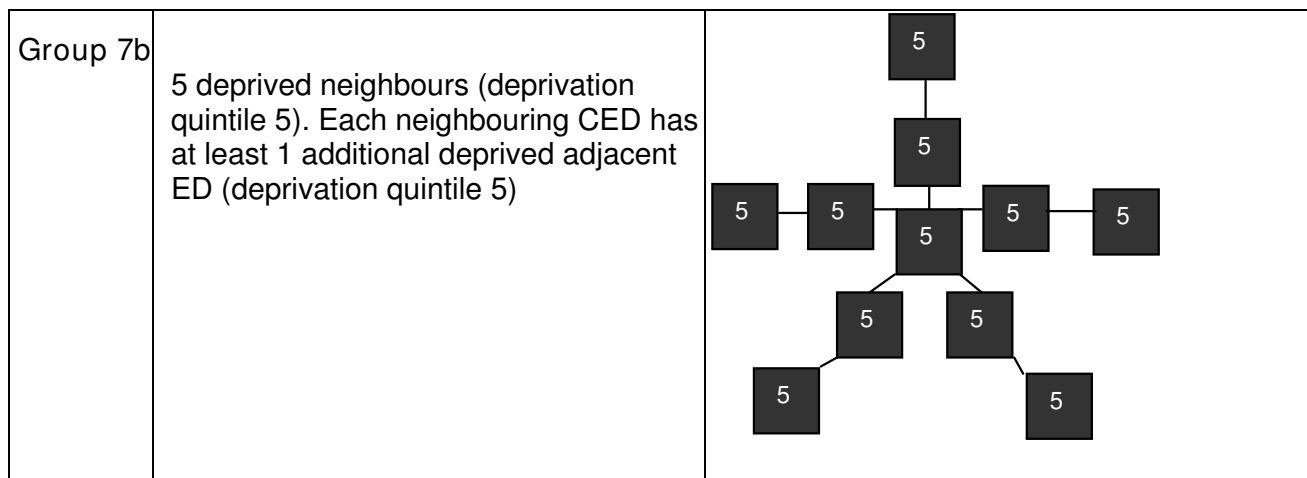 Group 7b
5 deprived neighbours (deprivation
quintile 5). Each neighbouring CED has
at least 1 additional deprived adjacent
ED (deprivation quintile 5)
5
5
5 5 5 5
5
5 5
5 5